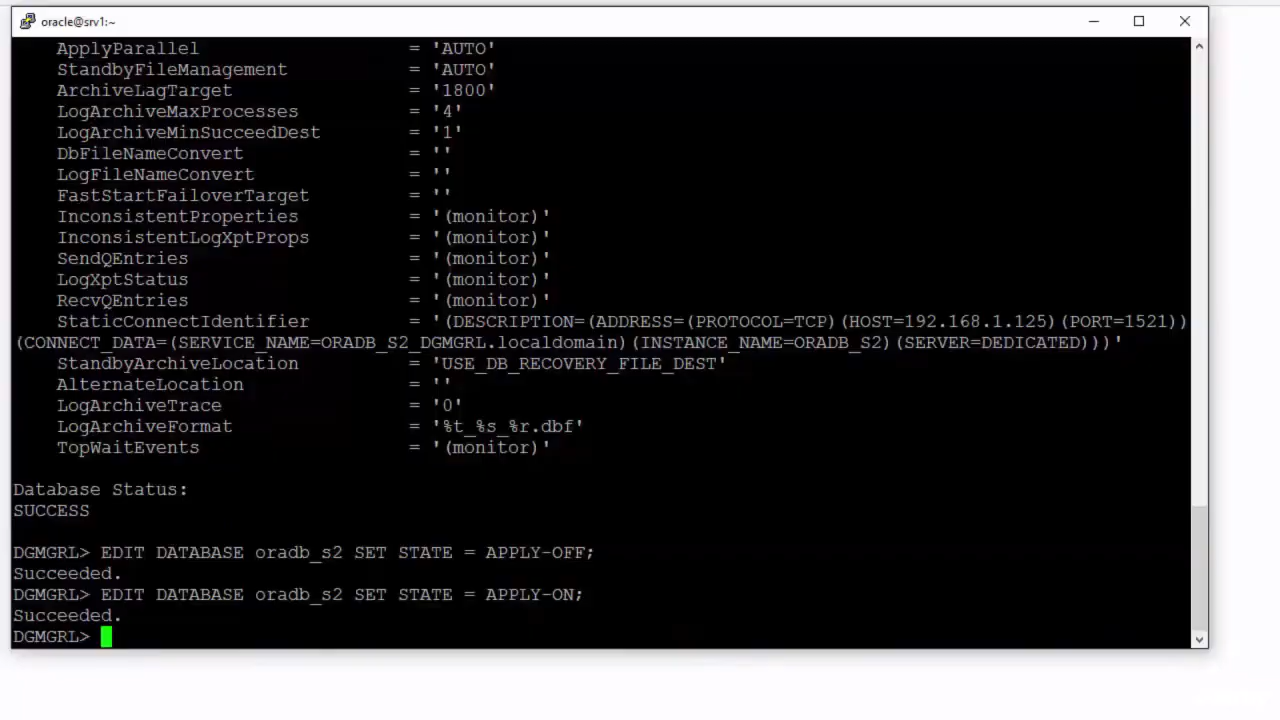 oracle@srv1:~
ApplyParallel = 'AUTO'
StandbyFileManagement = 'AUTO'
ArchiveLagTarget = '1800'
LogArchiveMaxProcesses = '4'
LogArchiveMinSucceedDest = '1'
DbFileNameConvert = ''
LogFileNameConvert = ''
FastStartFailoverTarget = ''
InconsistentProperties = '(monitor)'
InconsistentLogXptProps = '(monitor)'
SendQEntries = '(monitor)'
LogXptStatus = '(monitor)'
RecvQEntries = '(monitor)'
StaticConnectIdentifier = '(DESCRIPTION=(ADDRESS=(PROTOCOL=TCP)(HOST=192.168.1.125)(PORT=1521))
(CONNECT_DATA=(SERVICE_NAME=ORADB_S2_DGMGRL.localdomain)(INSTANCE_NAME=ORADB_S2)(SERVER=DEDICATED)))'
StandbyArchiveLocation = 'USE_DB_RECOVERY_FILE_DEST'
AlternateLocation = ''
LogArchiveTrace = '0'
LogArchiveFormat = '%t_%s_%r.dbf'
TopWaitEvents = '(monitor)'
Database Status:
SUCCESS
DGMGRL> EDIT DATABASE oradb_s2 SET STATE = APPLY-OFF;
Succeeded.
DGMGRL> EDIT DATABASE oradb_s2 SET STATE = APPLY-ON;
Succeeded.
DGMGRL>